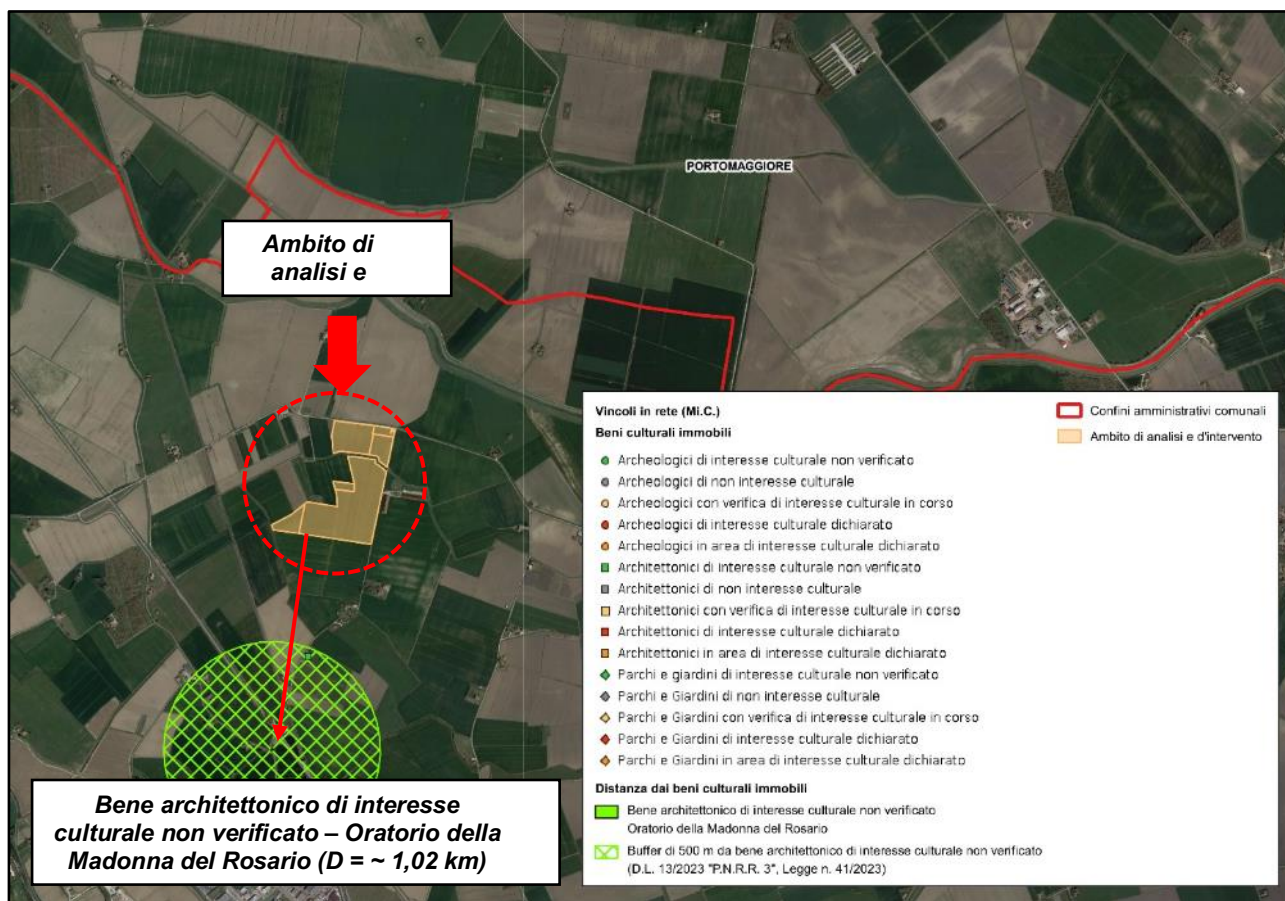 PORTOMAGGIORE
Ambito di
analisi e
Vincoli in rete (Mi.C.)
Beni culturali immobili
Archeologici di interesse culturale non verificato
Archeologici di non interesse culturale
Archeologici con verifica di interesse culturale in corso
Archeologici di interesse culturale dichiarato
Archeologici in area di interesse culturale dichiarato
Architettonici di interesse culturale non verificato
Architettonici di non interesse culturale
Architettonici con verifica di interesse culturale in corso
Architettonici di interesse culturale dichiarato
Architettonici in area di interesse culturale dichiarato
Parchi e giardini di interesse culturale non verificato
Parchi e Giardini di non interesse culturale
Parchi e Giardini con verifica di interesse culturale in corso
Parchi e Giardini di interesse culturale dichiarato
Parchi e Giardini in area di interesse culturale dichiarato
Distanza dai beni culturali immobili
Bene architettonico di interesse culturale non verificato
Oratorio della Madonna del Rosario
Buffer di 500 m da bene architettonico di interesse culturale non verificato
(D.L. 13/2023 "P.N.R.R. 3", Legge n. 41/2023)
Confini amministrativi comunali
Ambito di analisi e d'intervento
Bene architettonico di interesse
culturale non verificato – Oratorio della
Madonna del Rosario (D = ~ 1,02 km)